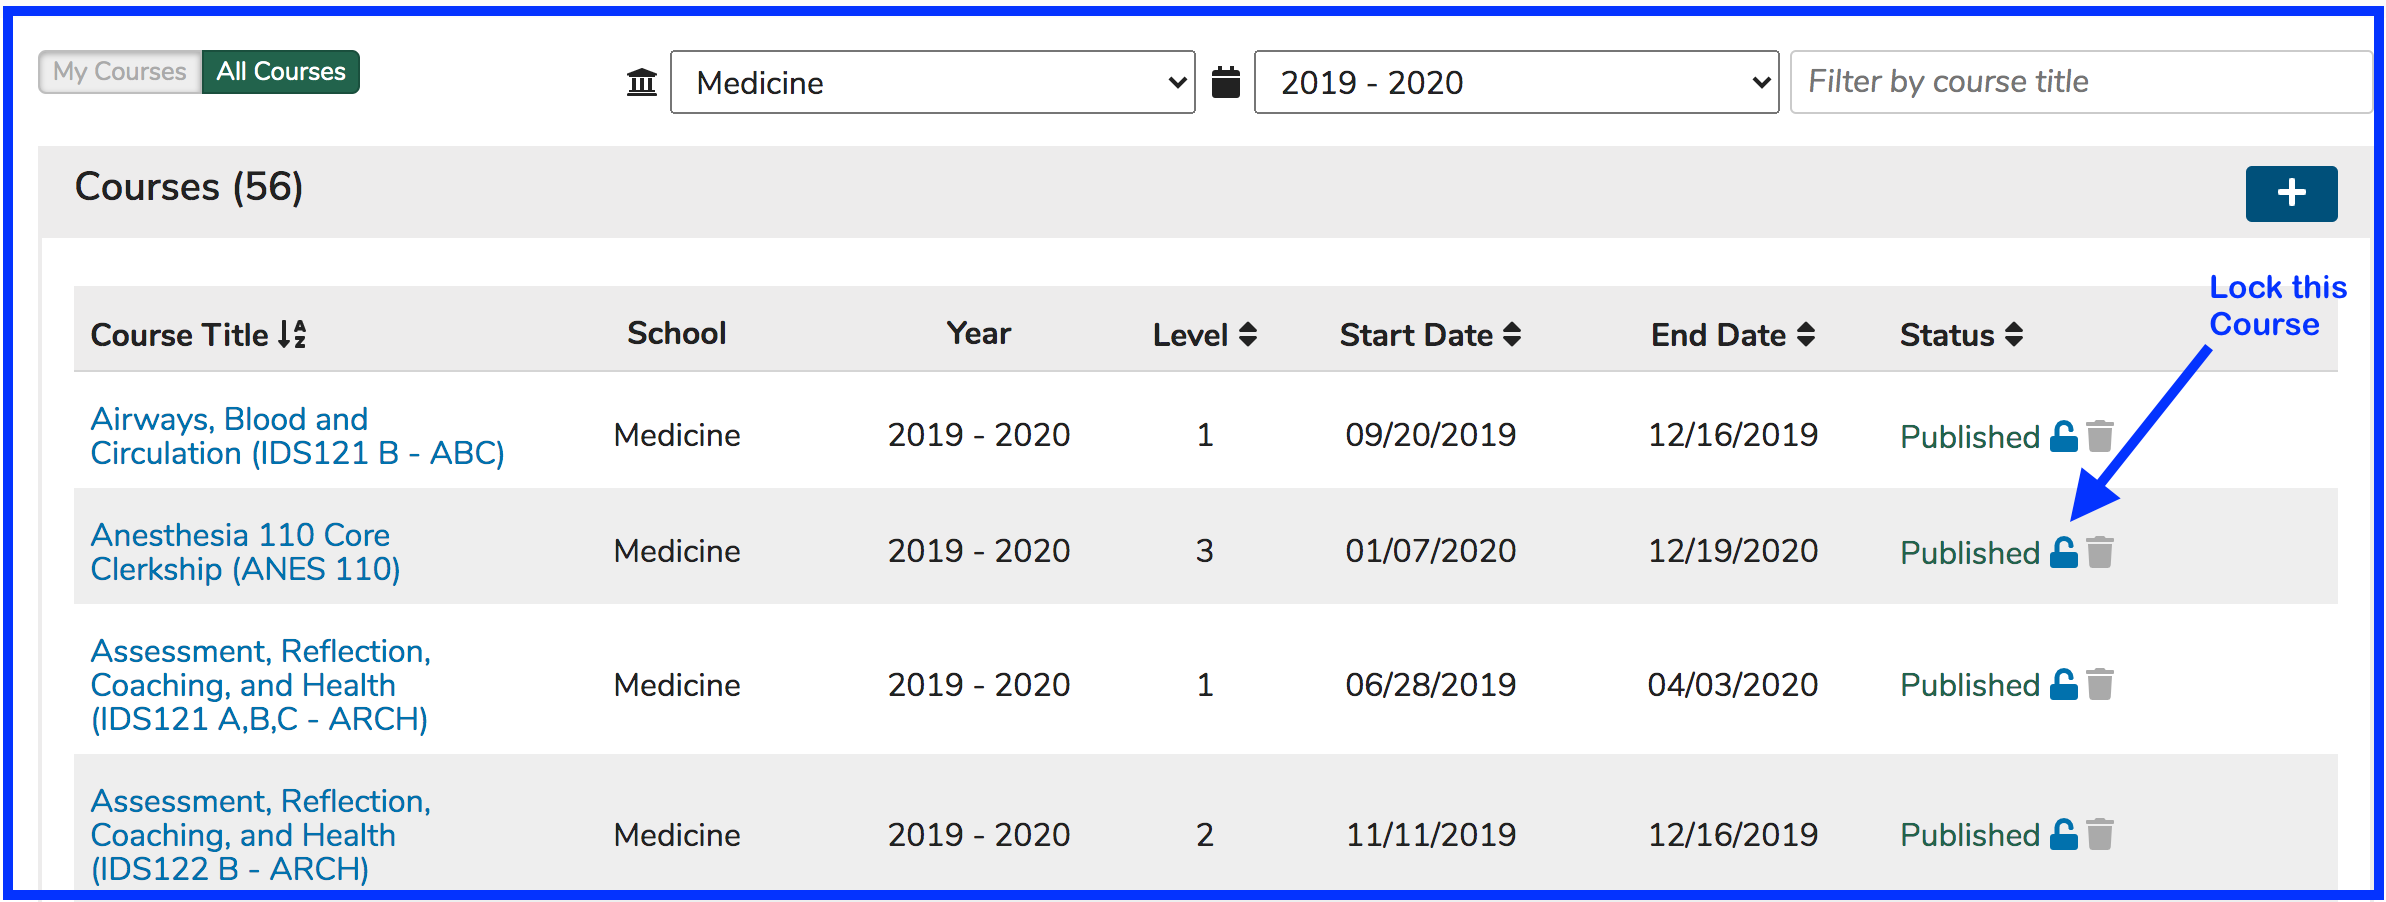 My Courses All Courses Medicine 2019 - 2020 Filter by course title
Courses (56)
Lock this
Course
Course Title School Year Level Start Date End Date Status
Airways, Blood and
Circulation (IDS121 B - ABC) Medicine 2019 - 2020 1 09/20/2019 12/16/2019 Published
Anesthesia 110 Core
Clerkship (ANES 110) Medicine 2019 - 2020 3 01/07/2020 12/19/2020 Published
Assessment, Reflection,
Coaching, and Health Medicine 2019 - 2020 1 06/28/2019 04/03/2020 Published
(IDS121 A,B,C - ARCH)
Assessment, Reflection,
Coaching, and Health Medicine 2019 - 2020 2 11/11/2019 12/16/2019 Published
(IDS122 B - ARCH)